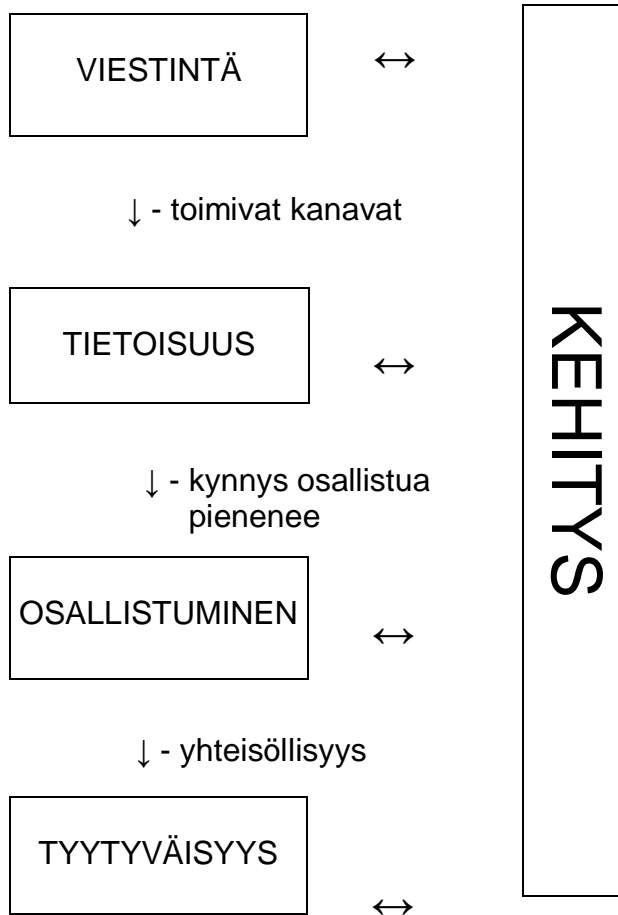 VIESTINTÄ ↔
↓ - toimivat kanavat
TIETOISUUS ↔
↓ - kynnys osallistua
pienenee
OSALLISTUMINEN ↔
↓ - yhteisöllisyys
TYYTYVÄISYYS ↔
KEHITYS